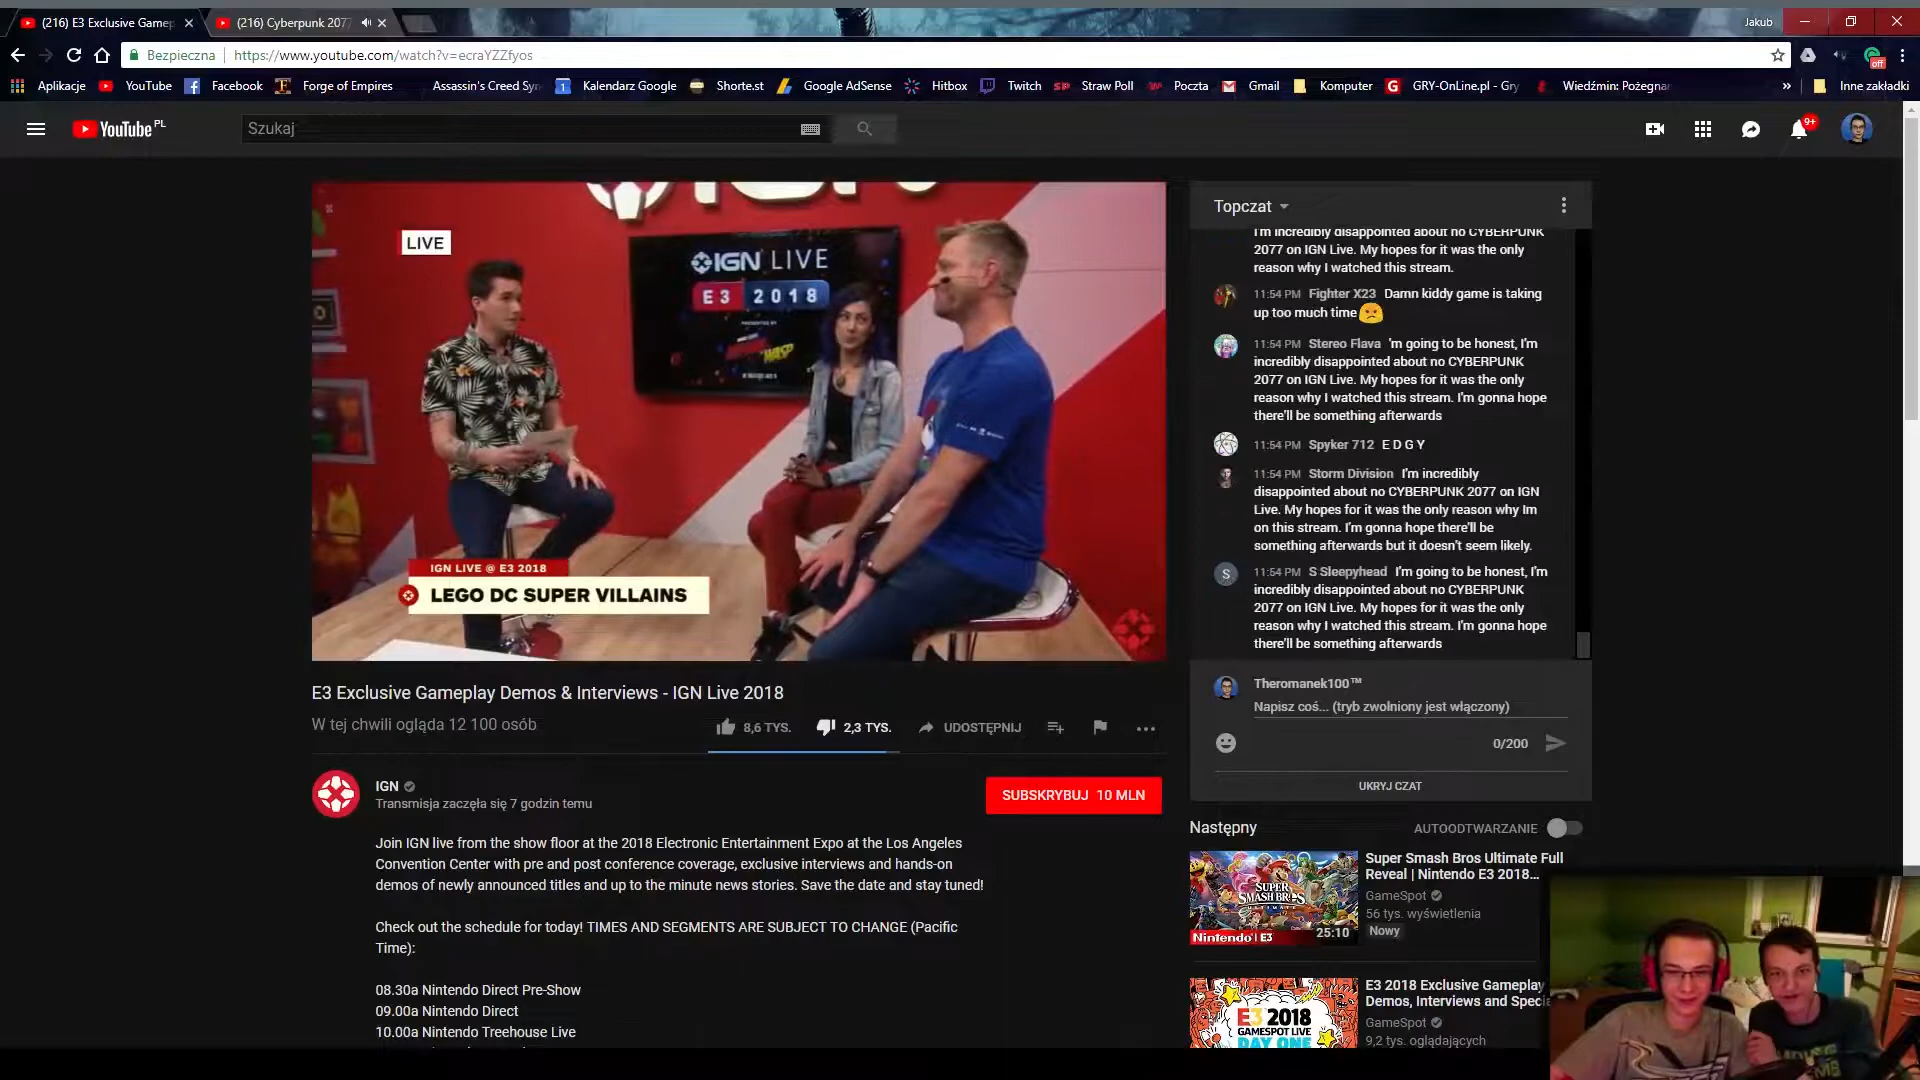 (216) E3 Exclusive Gamep
(216) Cyberpunk 2077
Jakub
Bezpieczna
https://www.youtube.com/watch?v=ecraYZZfyos
off
Aplikacje
YouTube
Facebook
Forge of Empires
Assassin's Creed Syn
Kalendarz Google
Shorte.st
Google AdSense
Hitbox
Twitch
Straw Poll
Poczta
Gmail
Komputer
GRY-OnLine.pl - Gry
Wiedźmin: Pożegnan
»
Inne zakładki
YouTube PL
Szukaj
9+
LIVE
IGN LIVE
E3 2018
IGN LIVE @ E3 2018
LEGO DC SUPER VILLAINS
Topczat
I'm incredibly disappointed about no CYBERPUNK
2077 on IGN Live. My hopes for it was the only
reason why I watched this stream.
11:54 PM Fighter X23 Damn kiddy game is taking
up too much time
11:54 PM Stereo Flava 'm going to be honest, I'm
incredibly disappointed about no CYBERPUNK
2077 on IGN Live. My hopes for it was the only
reason why I watched this stream. I'm gonna hope
there'll be something afterwards
11:54 PM Spyker 712 E D G Y
11:54 PM Storm Division I'm incredibly
disappointed about no CYBERPUNK 2077 on IGN
Live. My hopes for it was the only reason why Im
on this stream. I'm gonna hope there'll be
something afterwards but it doesn't seem likely.
S
11:54 PM S Sleepyhead I'm going to be honest, I'm
incredibly disappointed about no CYBERPUNK
2077 on IGN Live. My hopes for it was the only
reason why I watched this stream. I'm gonna hope
there'll be something afterwards
Theromanek100™
Napisz coś... (tryb zwolniony jest włączony)
0/200
UKRYJ CZAT
E3 Exclusive Gameplay Demos & Interviews - IGN Live 2018
W tej chwili ogląda 12 100 osób
8,6 TYS.
2,3 TYS.
UDOSTĘPNIJ
IGN
Transmisja zaczęła się 7 godzin temu
SUBSKRYBUJ 10 MLN
Join IGN live from the show floor at the 2018 Electronic Entertainment Expo at the Los Angeles
Convention Center with pre and post conference coverage, exclusive interviews and hands-on
demos of newly announced titles and up to the minute news stories. Save the date and stay tuned!
Check out the schedule for today! TIMES AND SEGMENTS ARE SUBJECT TO CHANGE (Pacific
Time):
08.30a Nintendo Direct Pre-Show
09.00a Nintendo Direct
10.00a Nintendo Treehouse Live
Następny
AUTOODTWARZANIE
SUPER
SMASH BROS
ULTIMATE
Nintendo | E3
25:10
Super Smash Bros Ultimate Full
Reveal | Nintendo E3 2018...
GameSpot
56 tys. wyświetlenia
Nowy
E3 2018
GAMESPOT LIVE
DAY ONE
E3 2018 Exclusive Gameplay
Demos, Interviews and Specia
GameSpot
9,2 tys. oglądających